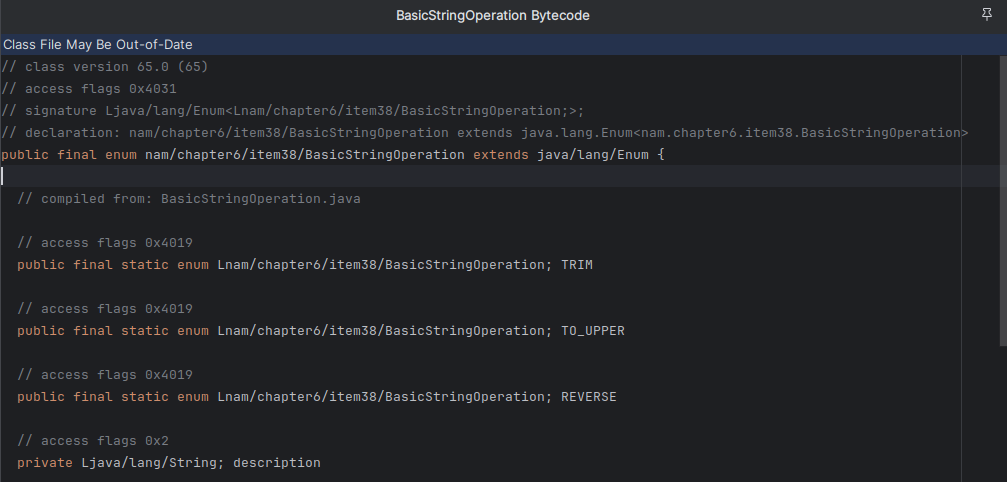 BasicStringOperation Bytecode
Class File May Be Out-of-Date
// class version 65.0 (65)
// access flags 0x4031
// signature Ljava/lang/Enum<Lnam/chapter6/item38/BasicStringOperation;>;
// declaration: nam/chapter6/item38/BasicStringOperation extends java.lang.Enum<nam.chapter6.item38.BasicStringOperation>
public final enum nam/chapter6/item38/BasicStringOperation extends java/lang/Enum {
// compiled from: BasicStringOperation.java
// access flags 0x4019
public final static enum Lnam/chapter6/item38/BasicStringOperation; TRIM
// access flags 0x4019
public final static enum Lnam/chapter6/item38/BasicStringOperation; TO_UPPER
// access flags 0x4019
public final static enum Lnam/chapter6/item38/BasicStringOperation; REVERSE
// access flags 0x2
private Ljava/lang/String; description